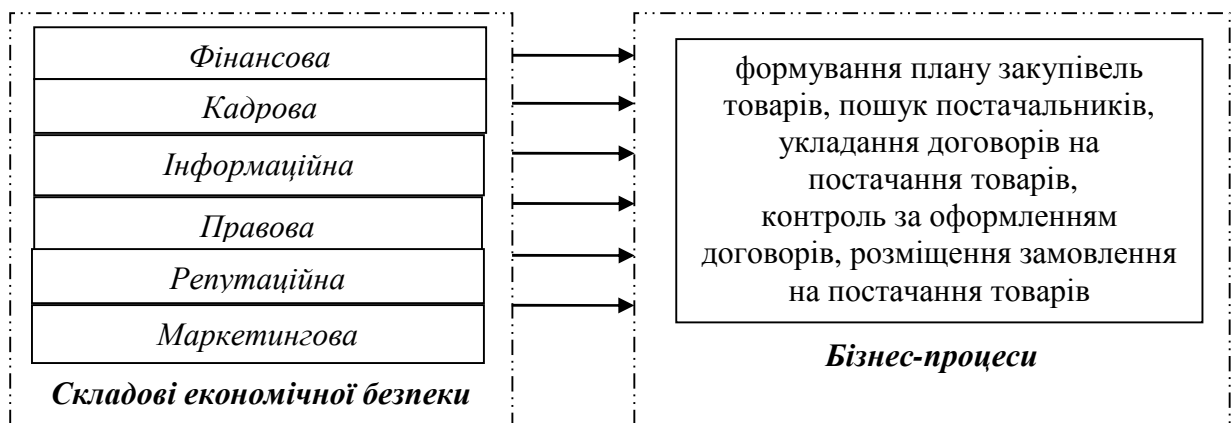 Фінансова
Кадрова
Інформаційна
Правова
Репутаційна
Маркетингова
Складові економічної безпеки
формування плану закупівель
товарів, пошук постачальників,
укладання договорів на
постачання товарів,
контроль за оформленням
договорів, розміщення замовлення
на постачання товарів
Бізнес-процеси